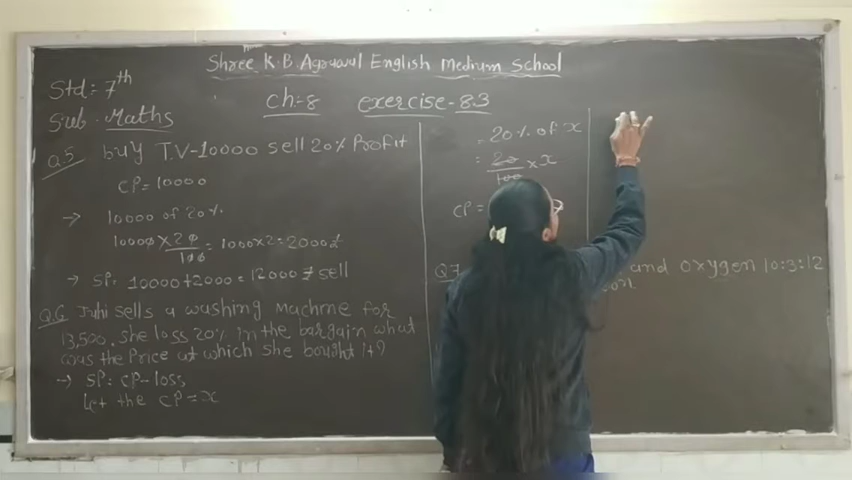 Shree K.B. Agrawal English Medium School
Std:- 7th
Sub - Maths
ch:-8 exercise-8.3
Q.5 buy T.V-10000 sell 20% Profit
CP= 10000
→ 10000 of 20%
10000 × 20/100 = 1000×2=2000
→ SP= 10000+2000=12000 sell
Q.6 Juhi sells a washing machine for
13,500. she loss 20% in the bargain what
was the Price at which she bought it?
→ SP= CP-loss
let the CP=x
= 20% of x
= 20/100 × x
CP=
Q7
and oxygen 10:3:12